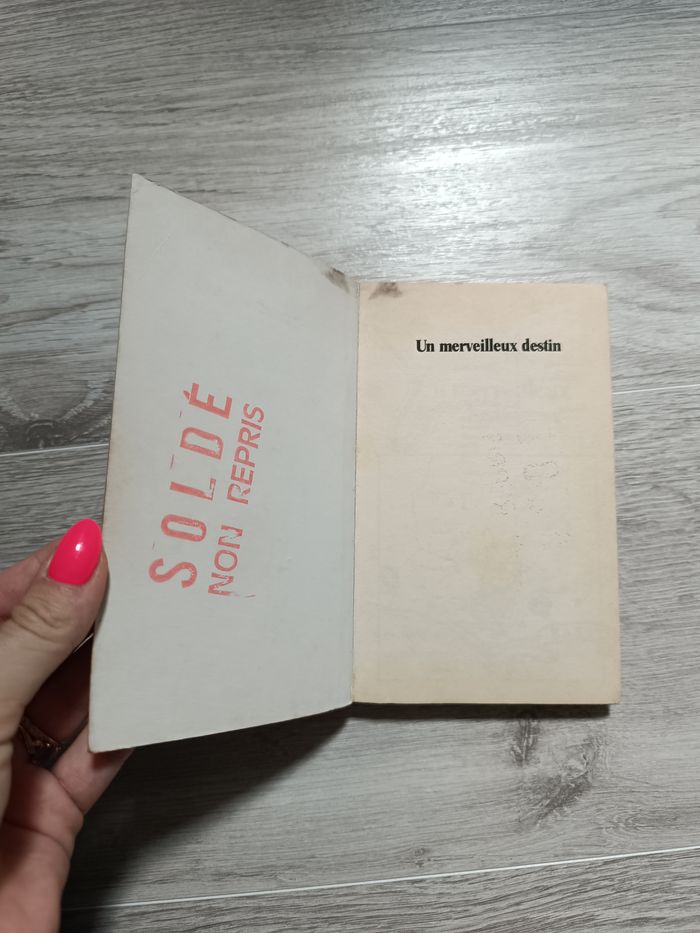 SOLDÉ
NON REPRIS
Un merveilleux destin